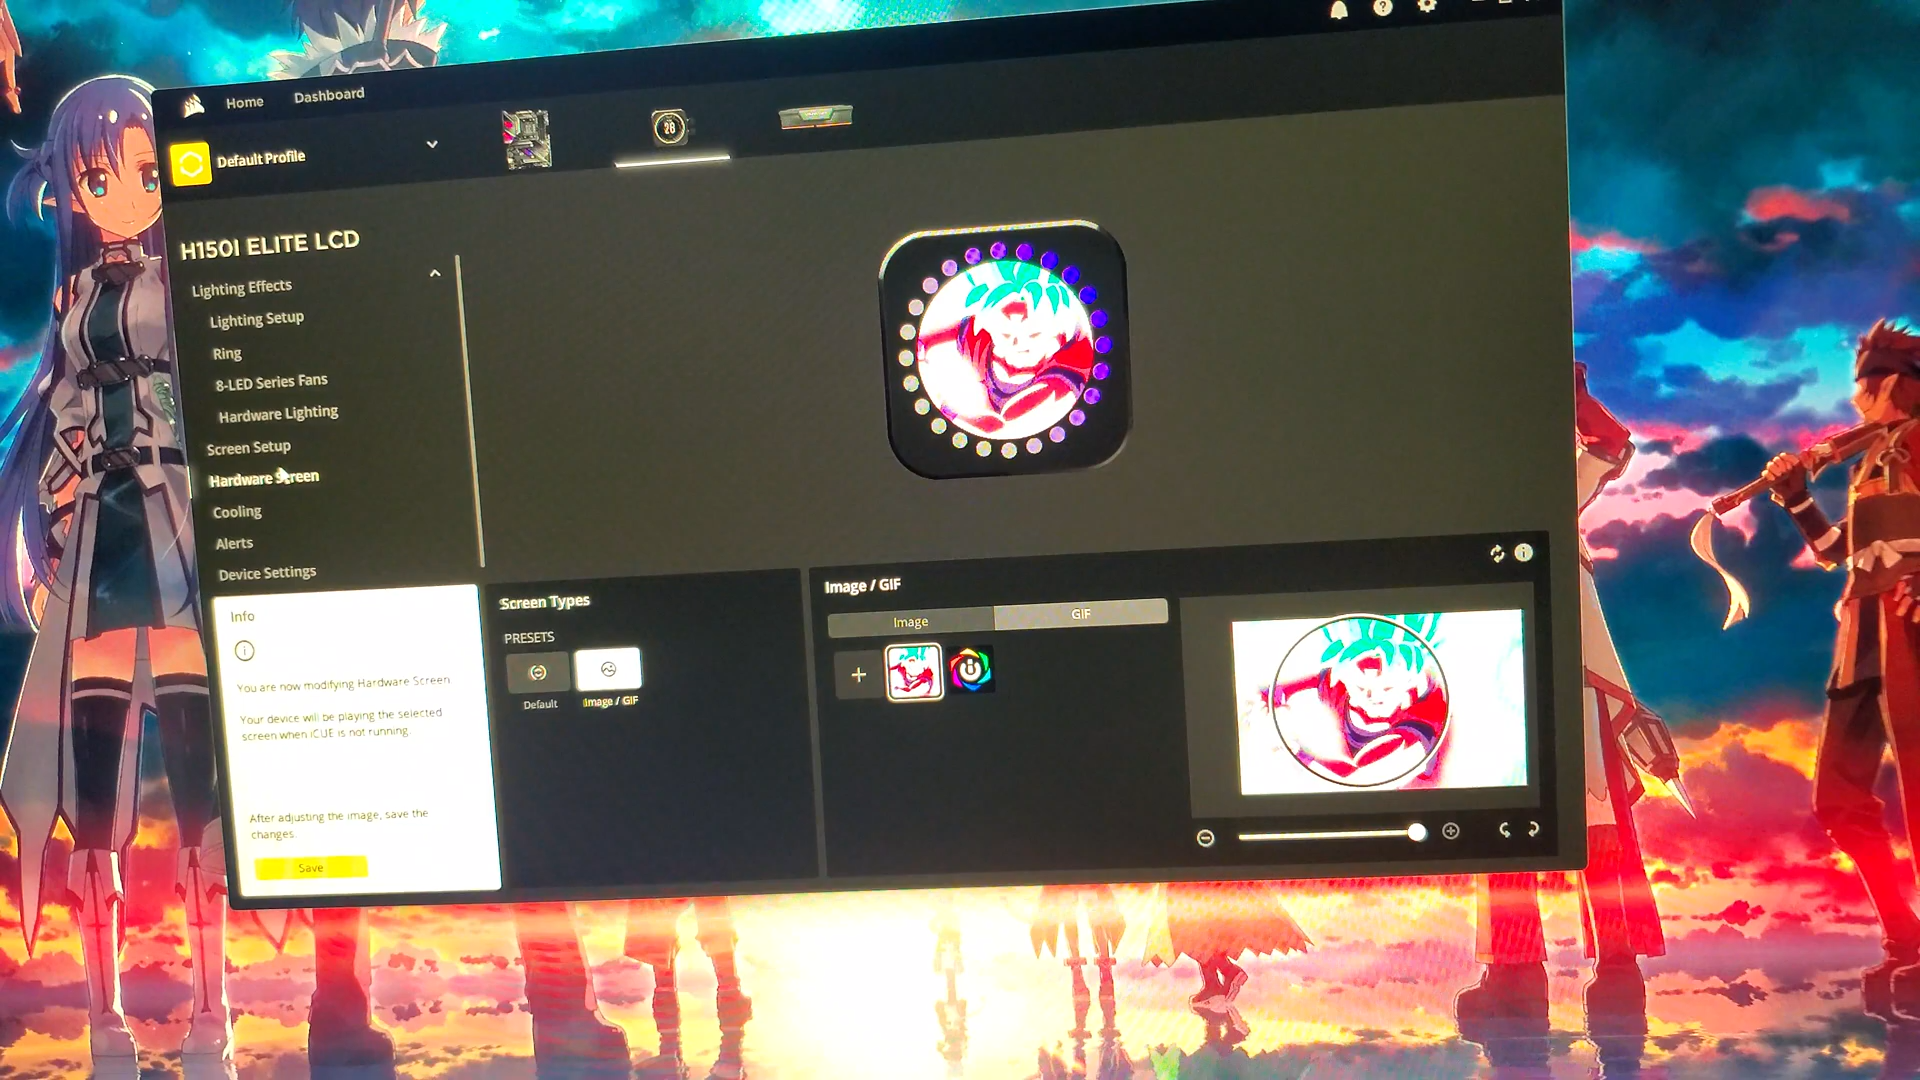 Home
Dashboard
Default Profile
28
H150I ELITE LCD
Lighting Effects
Lighting Setup
Ring
8-LED Series Fans
Hardware Lighting
Screen Setup
Hardware Screen
Cooling
Alerts
Device Settings
Info
You are now modifying Hardware Screen
Your device will be playing the selected
screen when iCUE is not running.
After adjusting the image, save the
changes.
Save
Screen Types
PRESETS
Default
Image / GIF
Image / GIF
Image
GIF